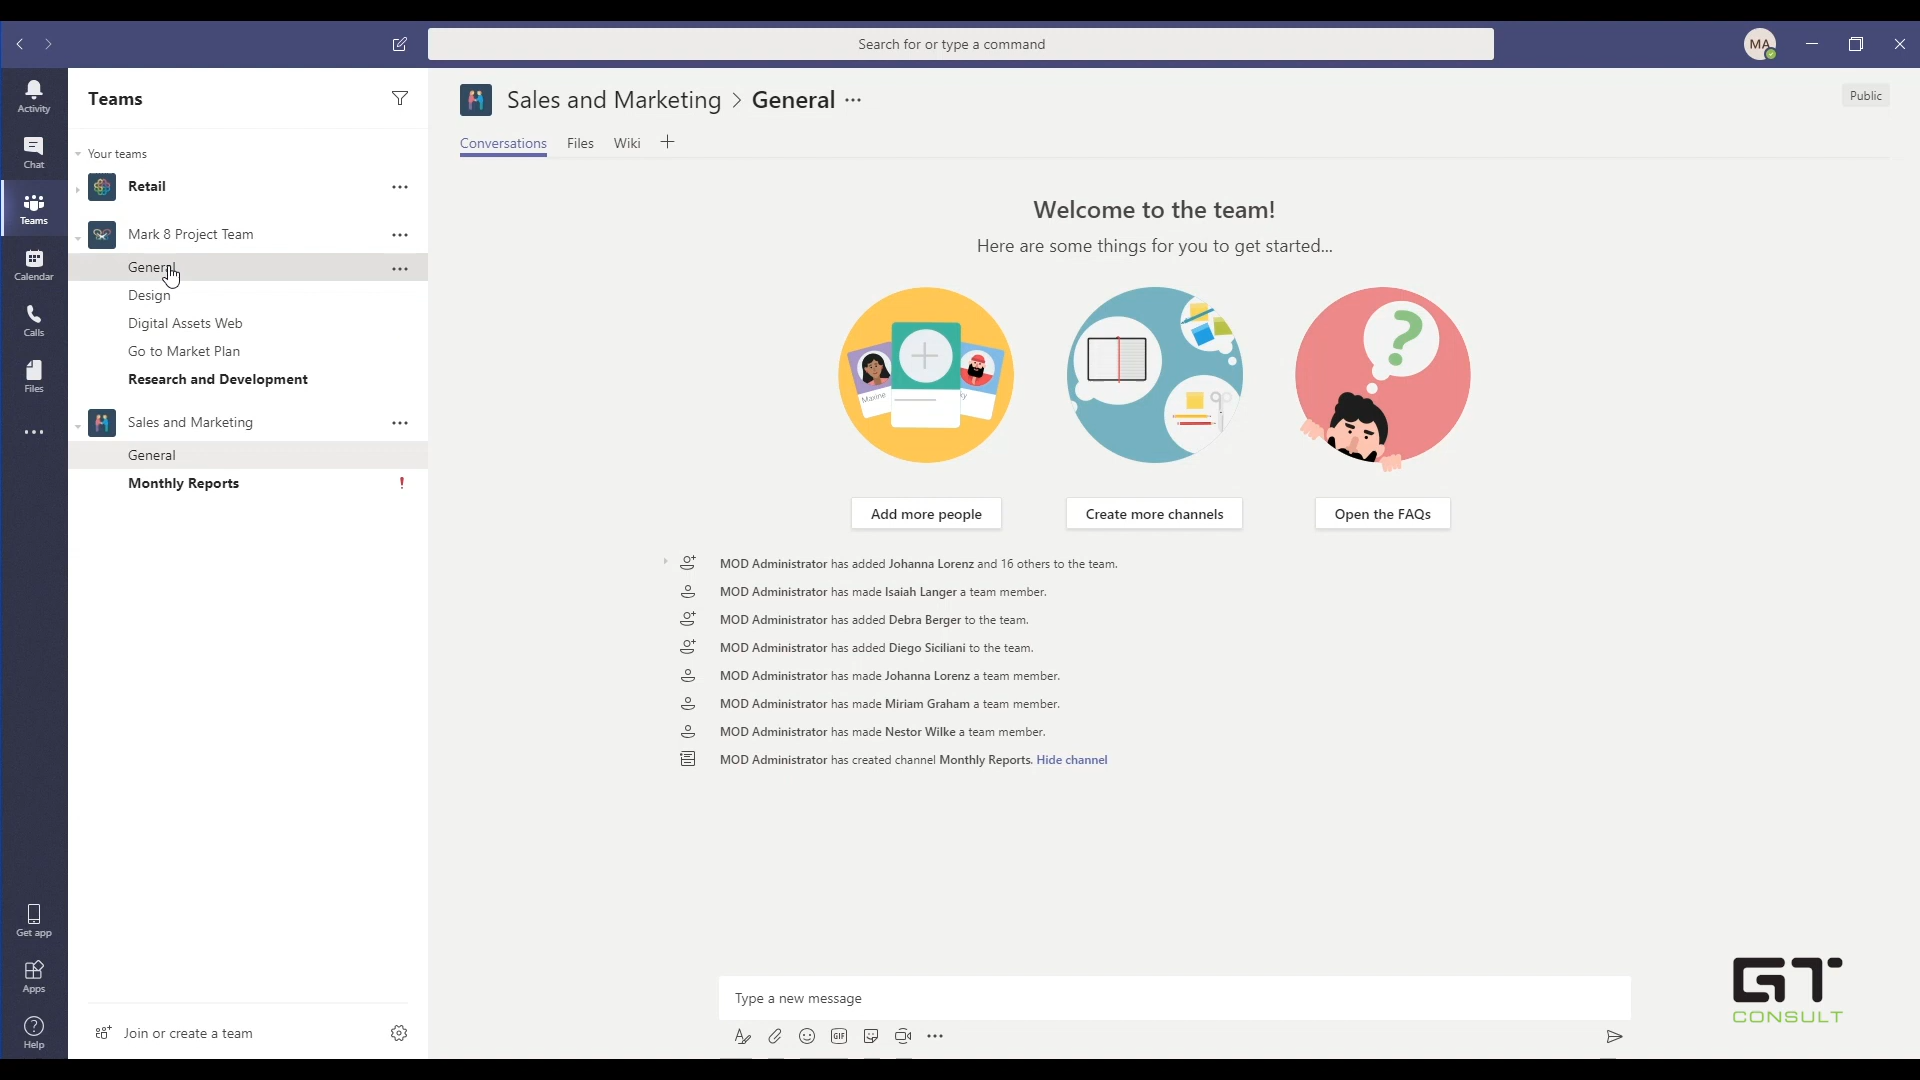 Search for or type a command
MA
Activity
Chat
Teams
Calendar
Calls
Files
Get app
Apps
Help
Teams
Your teams
Retail
Mark 8 Project Team
General
Design
Digital Assets Web
Go to Market Plan
Research and Development
Sales and Marketing
General
Monthly Reports
!
Join or create a team
Sales and Marketing > General
Public
Conversations Files Wiki
Welcome to the team!
Here are some things for you to get started...
Maxine
?
Add more people
Create more channels
Open the FAQs
MOD Administrator has added Johanna Lorenz and 16 others to the team.
MOD Administrator has made Isaiah Langer a team member.
MOD Administrator has added Debra Berger to the team.
MOD Administrator has added Diego Siciliani to the team.
MOD Administrator has made Johanna Lorenz a team member.
MOD Administrator has made Miriam Graham a team member.
MOD Administrator has made Nestor Wilke a team member.
MOD Administrator has created channel Monthly Reports. Hide channel
Type a new message
GIF
GT
CONSULT